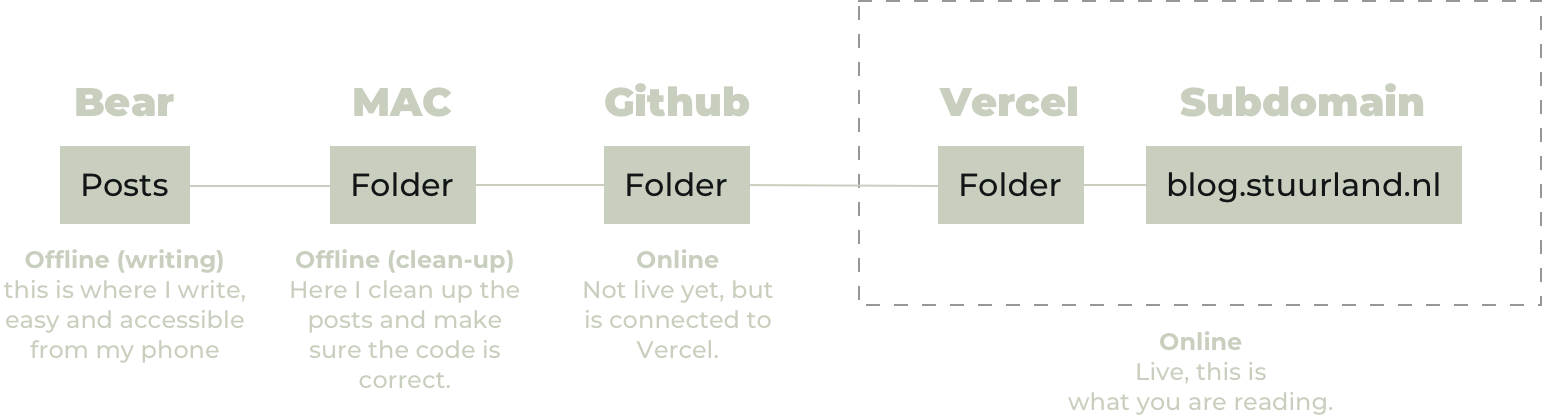 Bear
Posts
Offline (writing)
this is where I write,
easy and accessible
from my phone
MAC
Folder
Offline (clean-up)
Here I clean up the
posts and make
sure the code is
correct.
Github
Folder
Online
Not live yet, but
is connected to
Vercel.
Vercel
Folder
Subdomain
blog.stuurland.nl
Online
Live, this is
what you are reading.